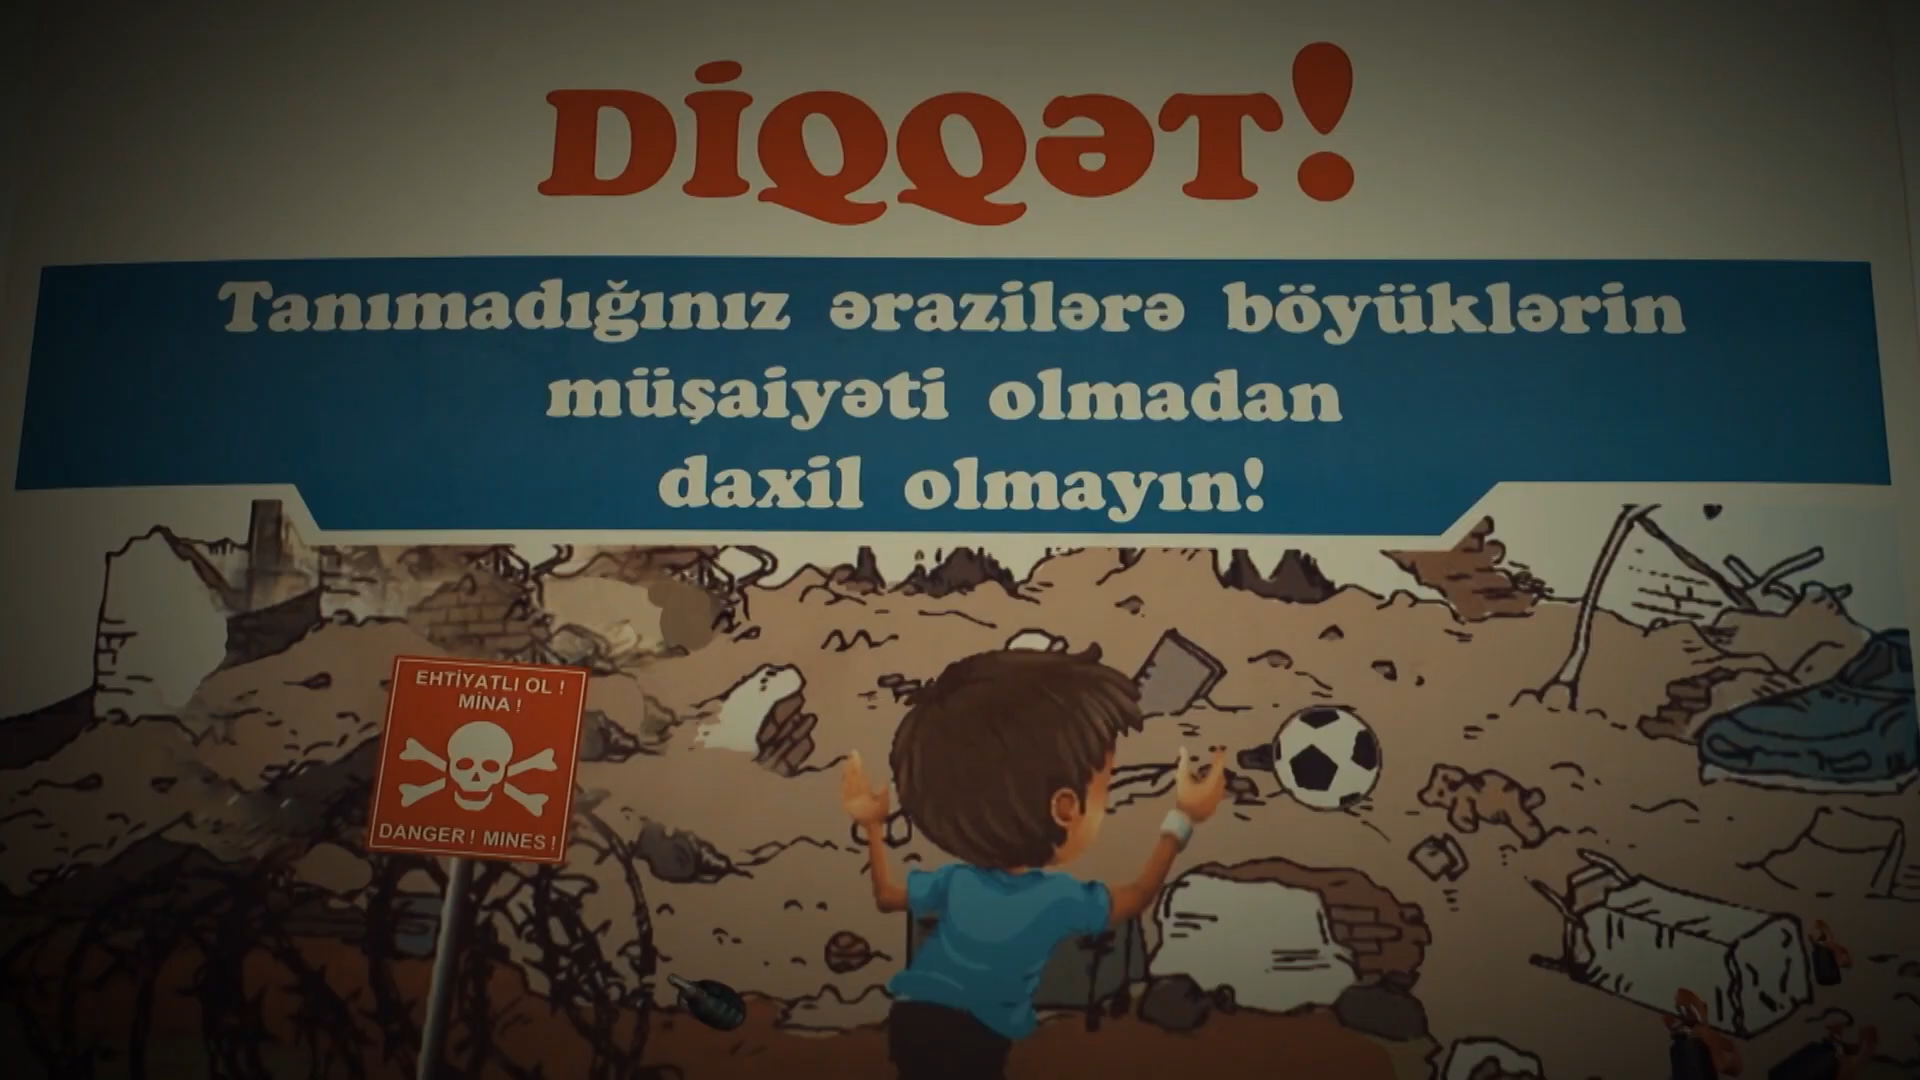 DİQQƏT!
Tanımadığınız ərazilərə böyüklərin
müşaiyəti olmadan
daxil olmayın!
EHTİYATLI OL !
MİNA !
DANGER ! MINES !